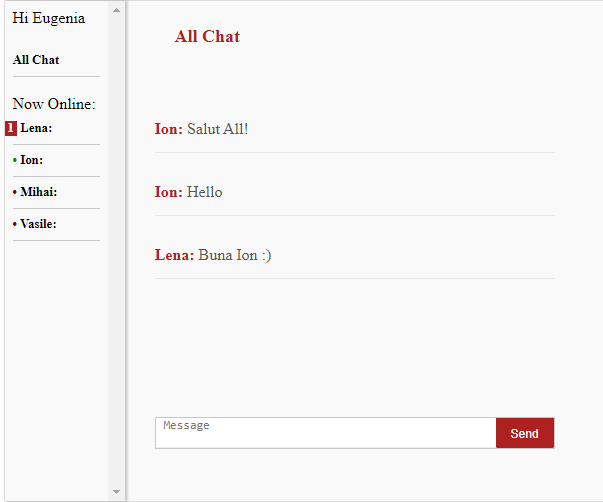 Hi Eugenia
All Chat
Now Online:
1 Lena:
• Ion:
• Mihai:
• Vasile:
All Chat
Ion: Salut All!
Ion: Hello
Lena: Buna Ion :)
Message
Send